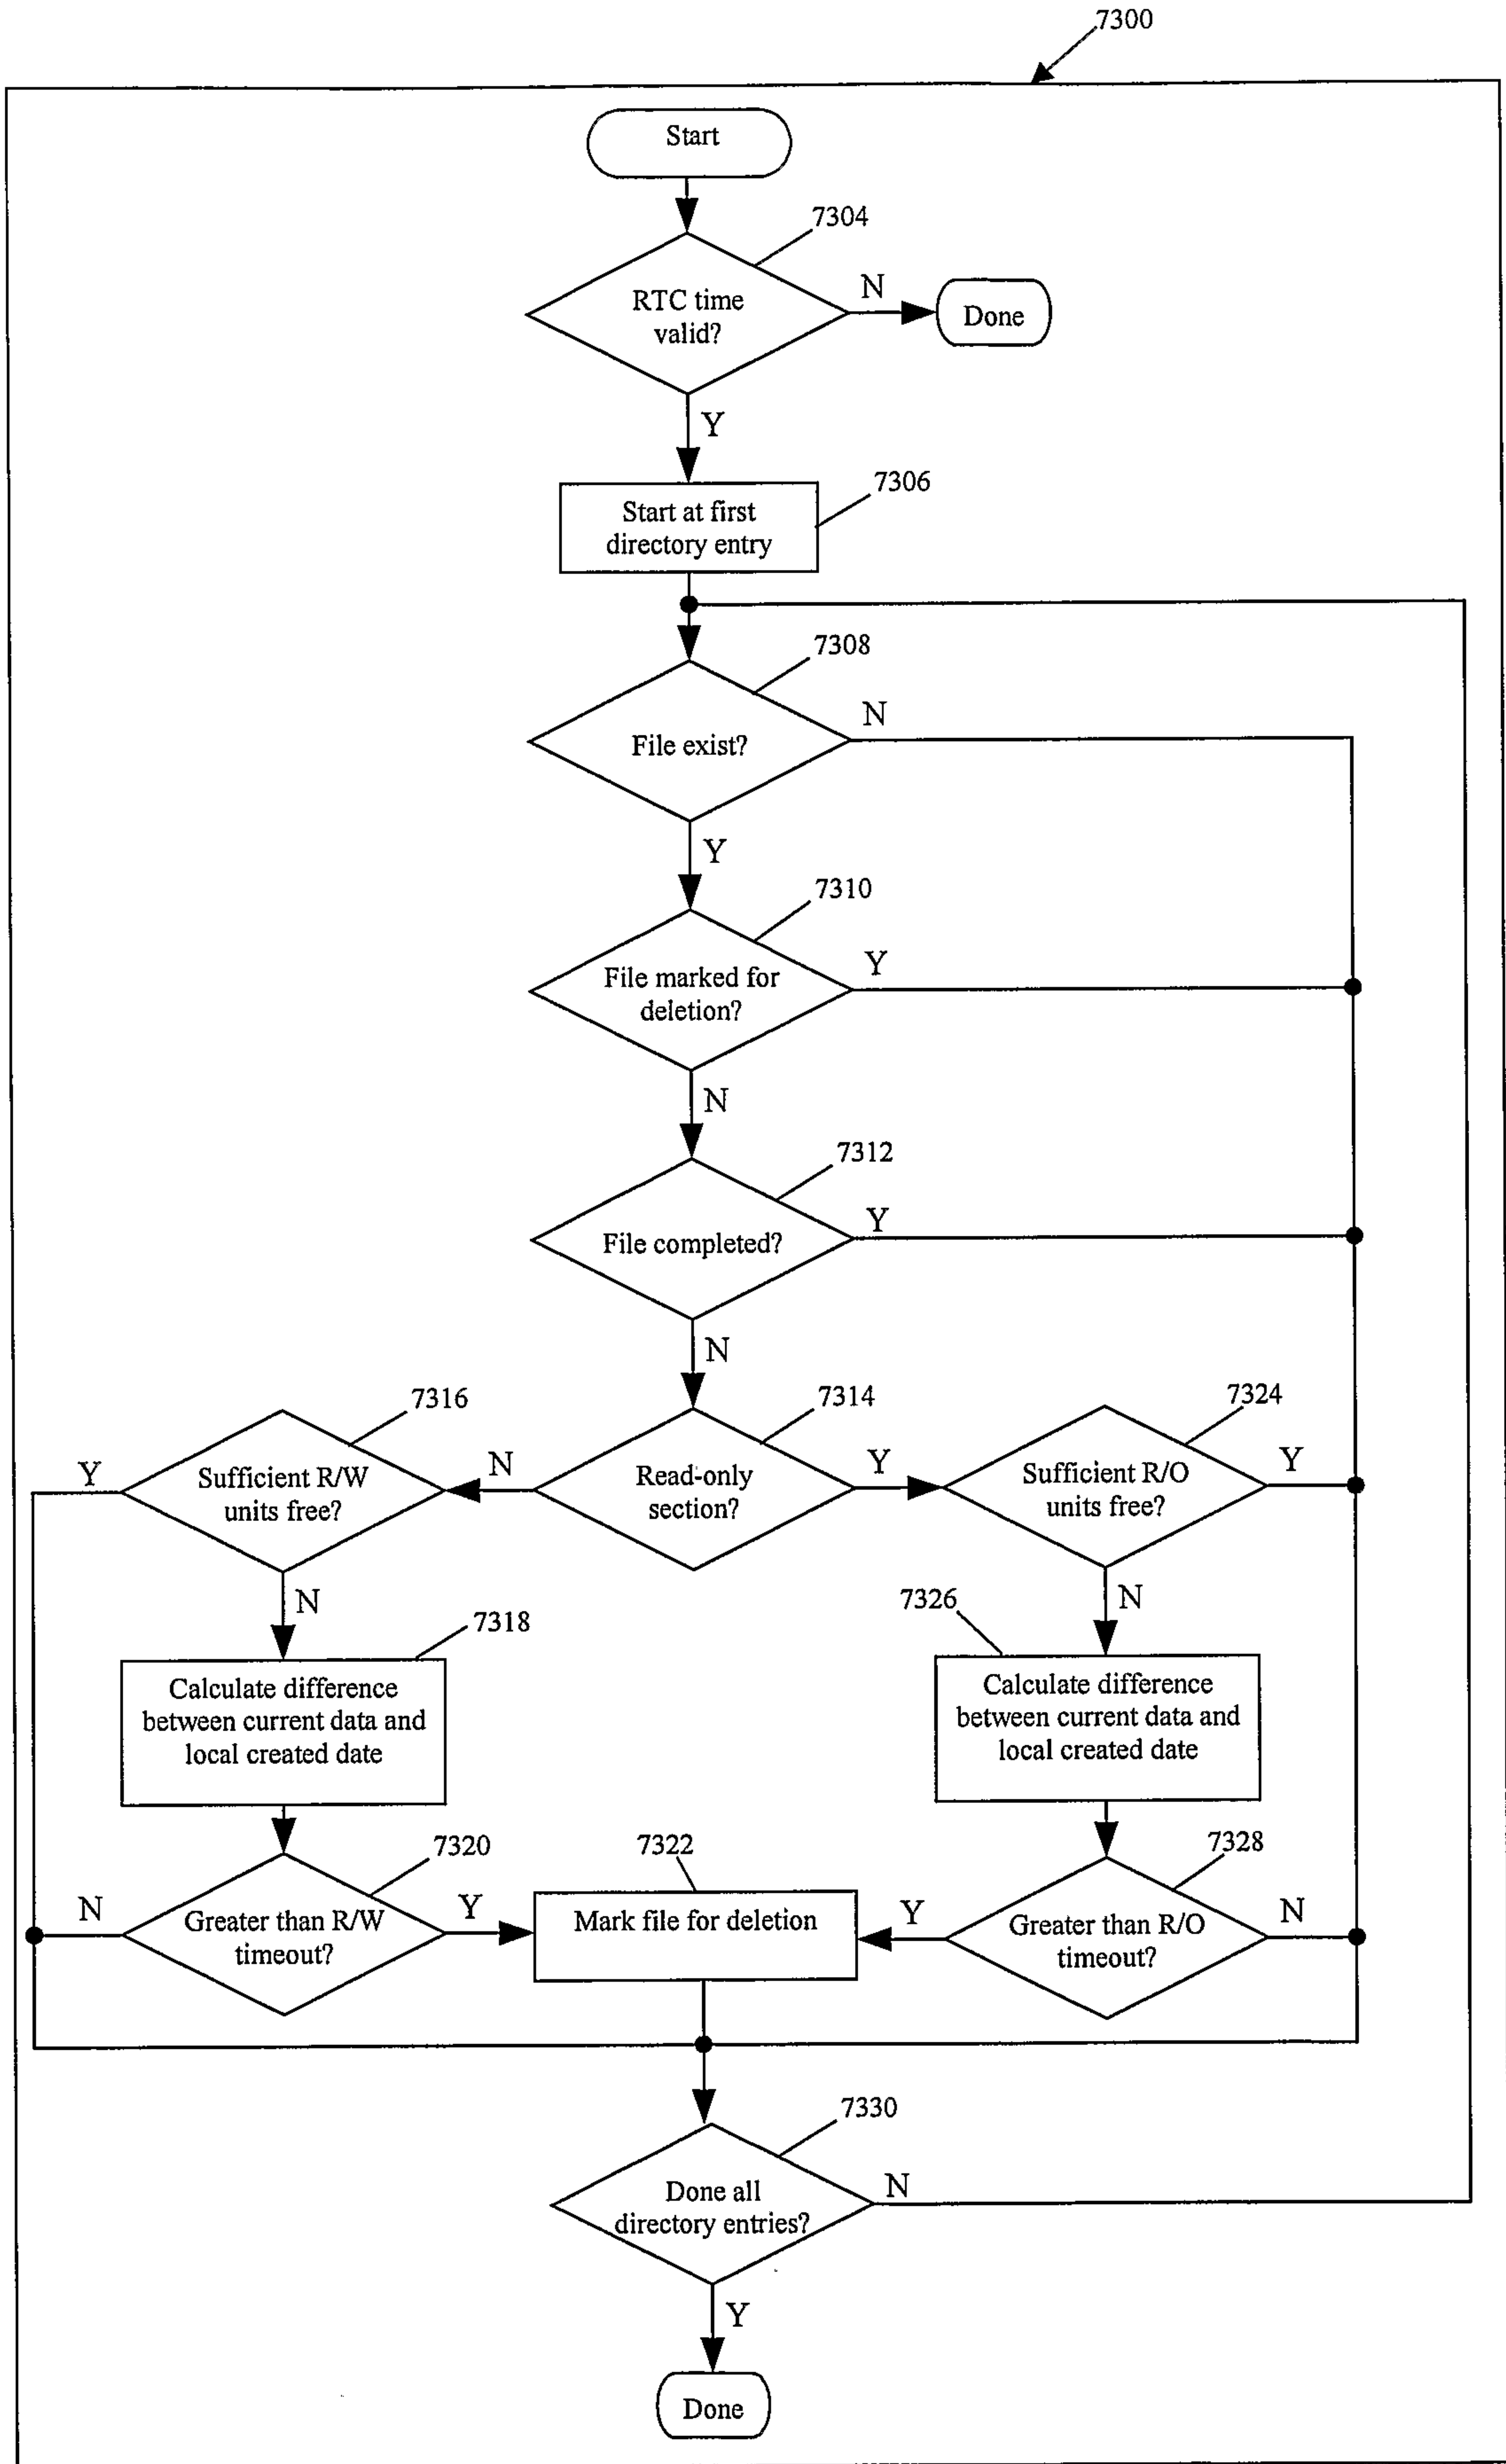 7300
Start
7304
RTC time
valid?
N
Done
Y
7306
Start at first
directory entry
7308
File exist?
N
Y
7310
File marked for
deletion?
Y
N
7312
File completed?
Y
N
7316
7314
7324
Y
Sufficient R/W
units free?
N
Read-only
section?
Y
Sufficient R/O
units free?
Y
N
N
7318
7326
Calculate difference
between current data and
local created date
Calculate difference
between current data and
local created date
7320
7322
7328
N
Greater than R/W
timeout?
Y
Mark file for deletion
Y
Greater than R/O
timeout?
N
7330
Done all
directory entries?
N
Y
Done